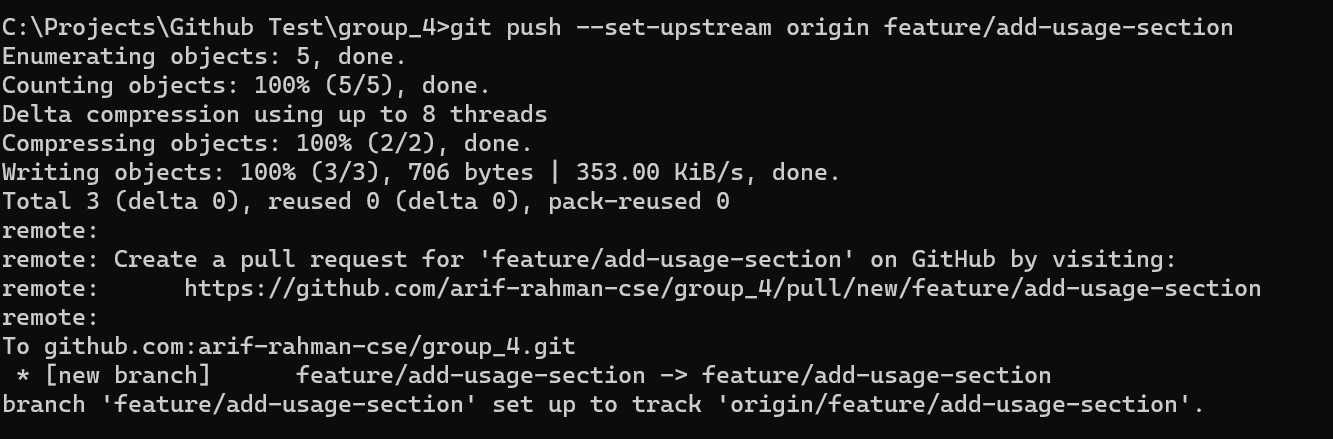 C:\Projects\Github Test\group_4>git push --set-upstream origin feature/add-usage-section
Enumerating objects: 5, done.
Counting objects: 100% (5/5), done.
Delta compression using up to 8 threads
Compressing objects: 100% (2/2), done.
Writing objects: 100% (3/3), 706 bytes | 353.00 KiB/s, done.
Total 3 (delta 0), reused 0 (delta 0), pack-reused 0
remote:
remote: Create a pull request for 'feature/add-usage-section' on GitHub by visiting:
remote:      https://github.com/arif-rahman-cse/group_4/pull/new/feature/add-usage-section
remote:
To github.com:arif-rahman-cse/group_4.git
 * [new branch]      feature/add-usage-section -> feature/add-usage-section
branch 'feature/add-usage-section' set up to track 'origin/feature/add-usage-section'.